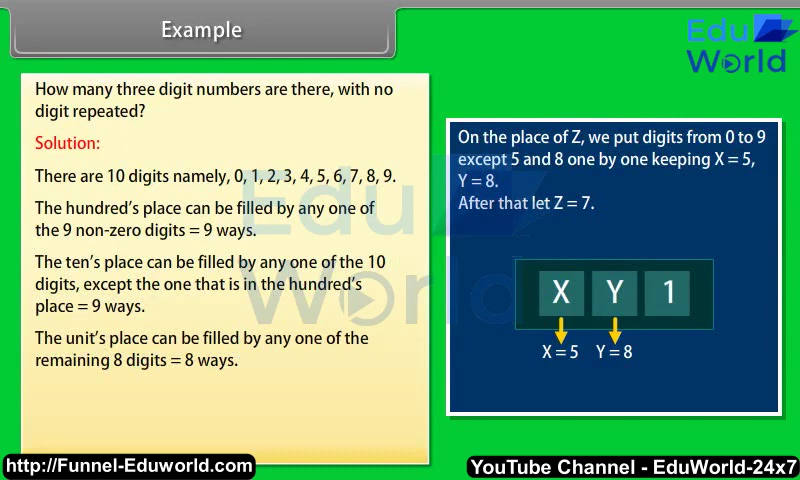 Example
Edu
World
How many three digit numbers are there, with no
digit repeated?
Solution:
There are 10 digits namely, 0, 1, 2, 3, 4, 5, 6, 7, 8, 9.
The hundred's place can be filled by any one of
the 9 non-zero digits = 9 ways.
The ten's place can be filled by any one of the 10
digits, except the one that is in the hundred's
place = 9 ways.
The unit's place can be filled by any one of the
remaining 8 digits = 8 ways.
On the place of Z, we put digits from 0 to 9
except 5 and 8 one by one keeping X = 5,
Y = 8.
After that let Z = 7.
X Y 1
X = 5 Y = 8
Edu
World
http://Funnel-Eduworld.com
YouTube Channel - EduWorld-24x7